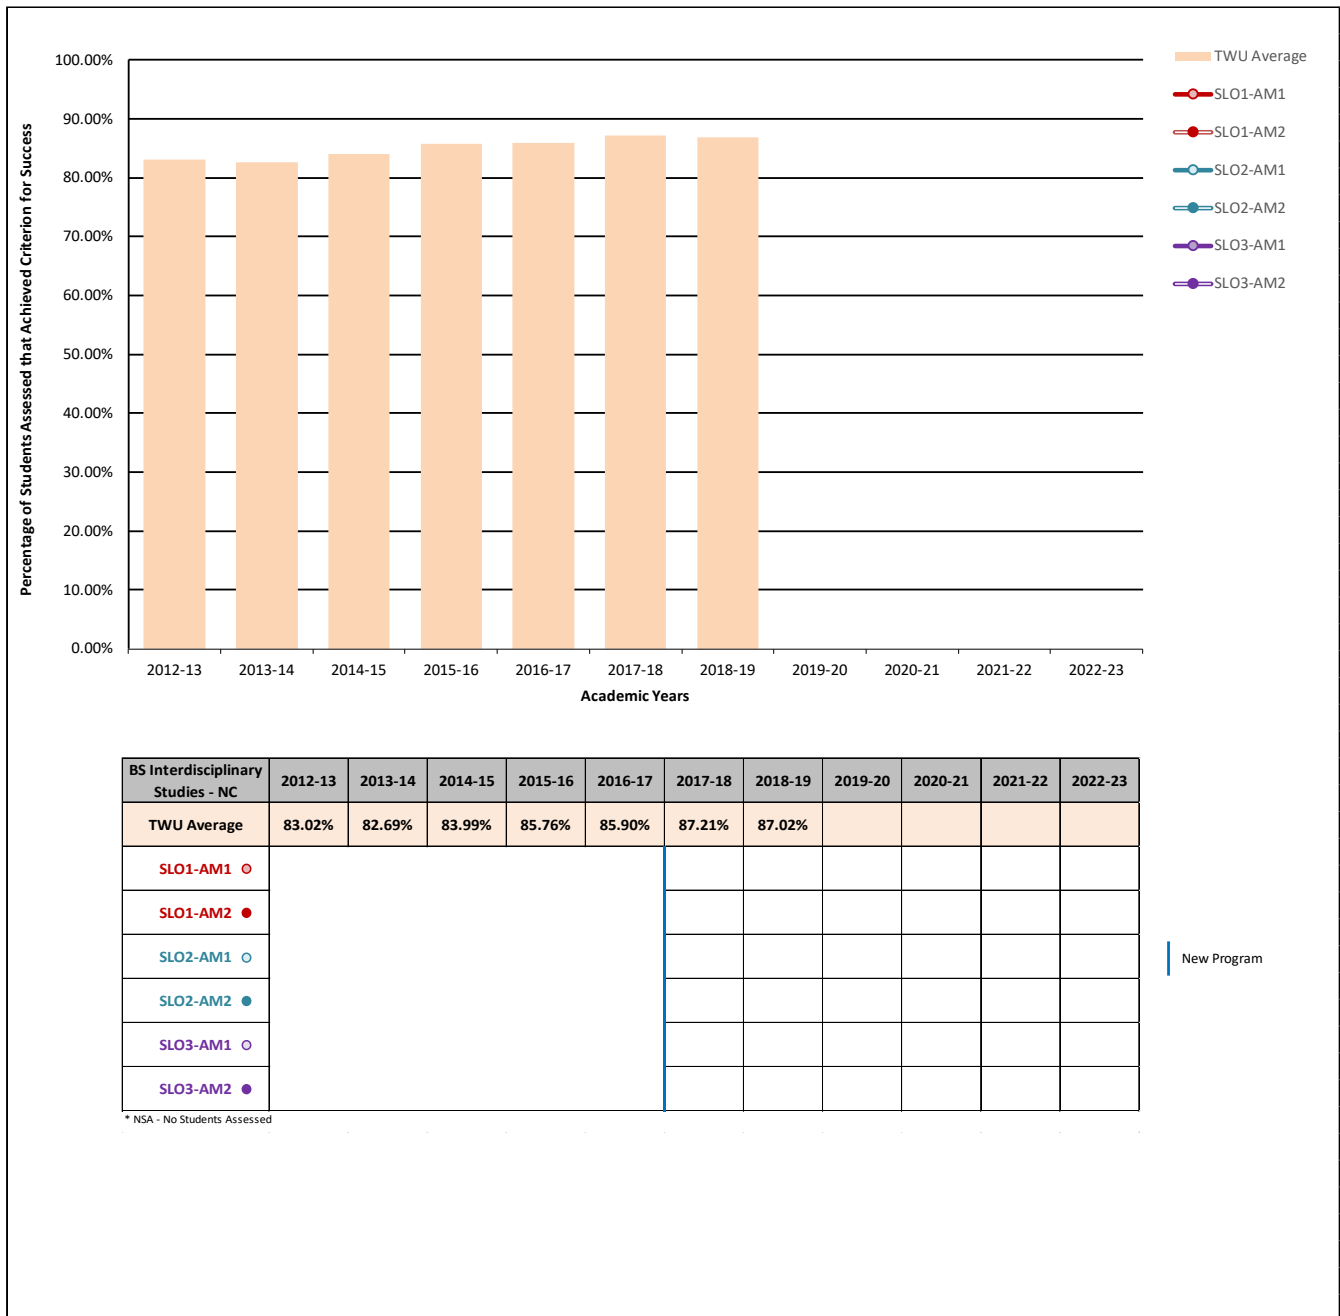 100.00%
90.00%
80.00%
70.00%
60.00%
50.00%
40.00%
30.00%
20.00%
10.00%
0.00%
Percentage of Students Assessed that Achieved Criterion for Success
2012-13 2013-14 2014-15 2015-16 2016-17 2017-18 2018-19 2019-20 2020-21 2021-22 2022-23
Academic Years
TWU Average
SLO1-AM1
SLO1-AM2
SLO2-AM1
SLO2-AM2
SLO3-AM1
SLO3-AM2
BS Interdisciplinary
Studies - NC
2012-13 2013-14 2014-15 2015-16 2016-17 2017-18 2018-19 2019-20 2020-21 2021-22 2022-23
TWU Average 83.02% 82.69% 83.99% 85.76% 85.90% 87.21% 87.02%
SLO1-AM1
SLO1-AM2
SLO2-AM1
SLO2-AM2
SLO3-AM1
SLO3-AM2
New Program
* NSA - No Students Assessed